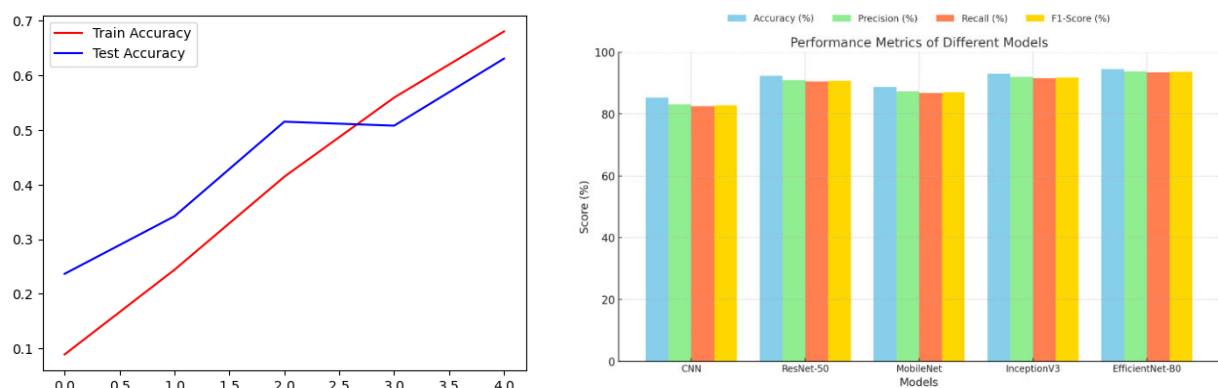 0.7
Train Accuracy
Test Accuracy
0.6
0.5
0.4
0.3
0.2
0.1
0.0 0.5 1.0 1.5 2.0 2.5 3.0 3.5 4.0
Accuracy (%) Precision (%) Recall (%) F1-Score (%)
Performance Metrics of Different Models
100
80
60
40
20
0
Score (%)
CNN ResNet-50 MobileNet InceptionV3 EfficientNet-B0
Models